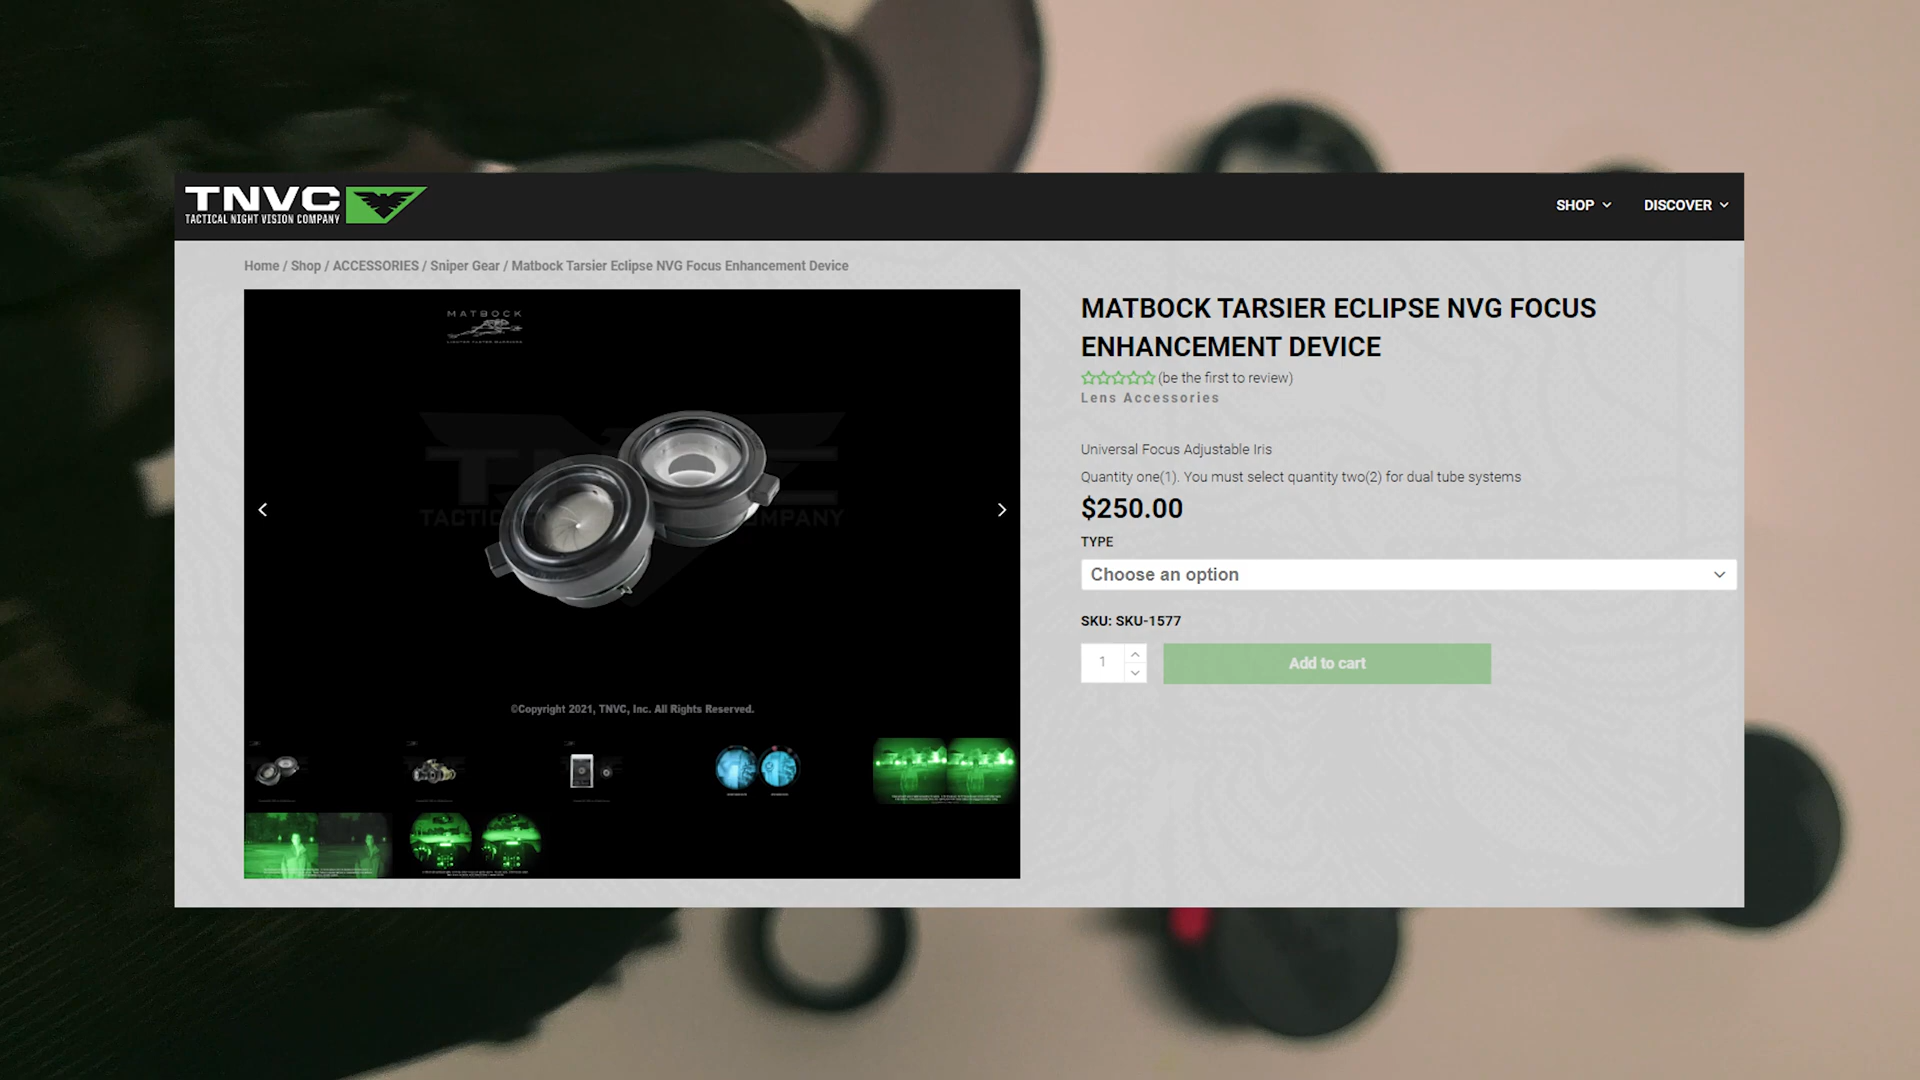 TNVC
TACTICAL NIGHT VISION COMPANY
SHOP
DISCOVER
Home / Shop / ACCESSORIES / Sniper Gear / Matbock Tarsier Eclipse NVG Focus Enhancement Device
MATBOCK
MATBOCK TARSIER ECLIPSE NVG FOCUS
ENHANCEMENT DEVICE
(be the first to review)
Lens Accessories
Universal Focus Adjustable Iris
Quantity one(1). You must select quantity two(2) for dual tube systems
$250.00
TYPE
Choose an option
SKU: SKU-1577
1
Add to cart
©Copyright 2021, TNVC, Inc. All Rights Reserved.